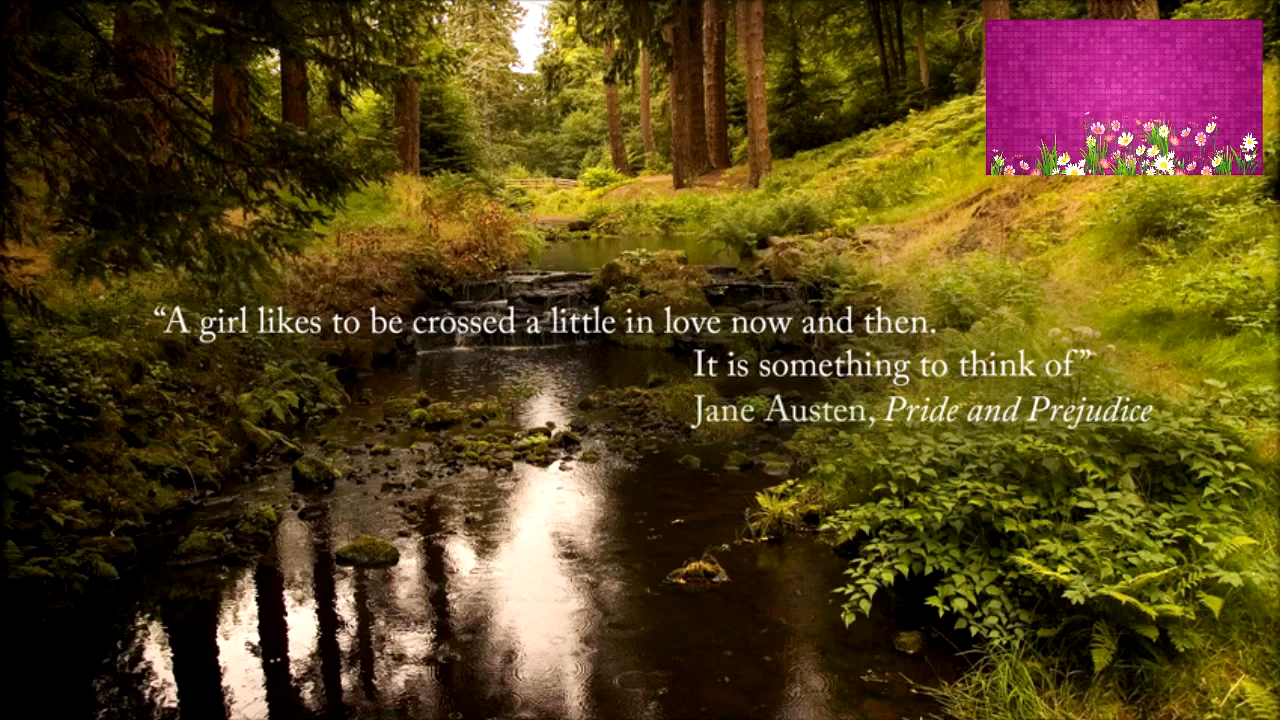 “A girl likes to be crossed a little in love now and then.
It is something to think of”
Jane Austen, Pride and Prejudice